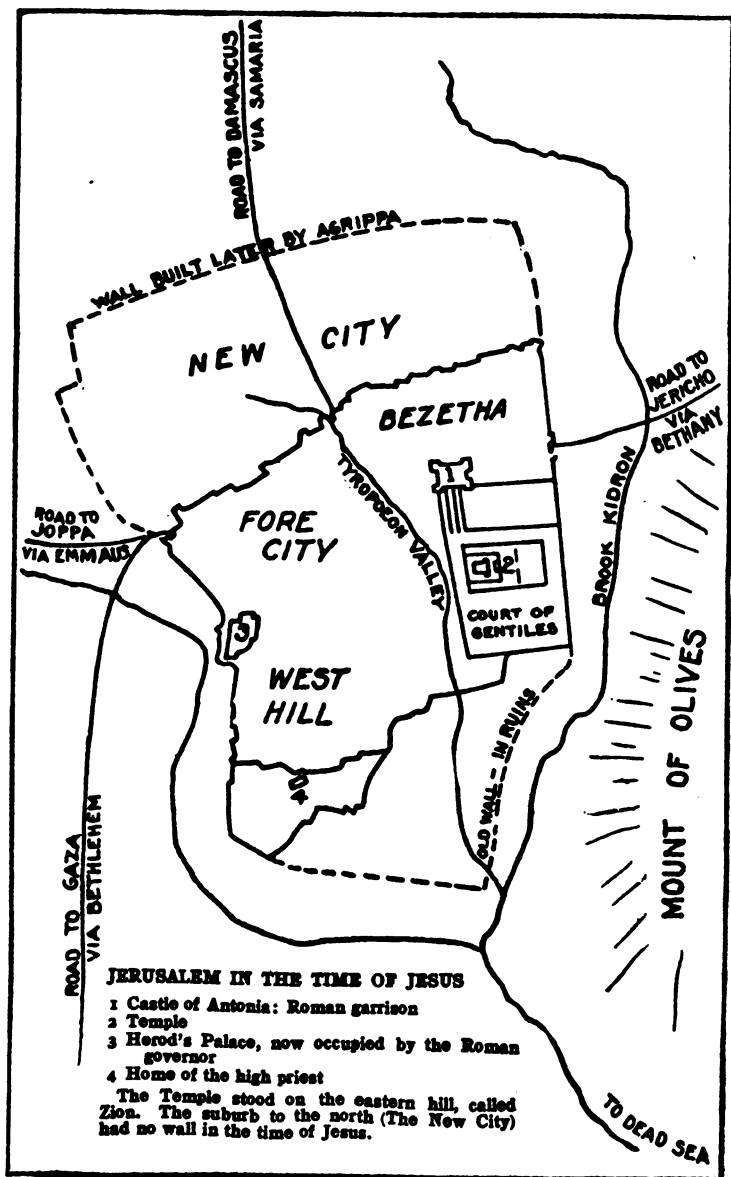 ROAD TO DAMASCUS
VIA SAMARIA
WALL BUILT LATER BY AGRIPPA
NEW CITY
BEZETHA
ROAD TO
JERICHO
VIA
BETHANY
1
TYROPOEON VALLEY
BROOK KIDRON
ROAD TO
JOPPA
VIA EMMAUS
FORE
CITY
2
COURT OF
GENTILES
3
WEST
HILL
MOUNT OF OLIVES
OLD WALL - IN RUINS
4
ROAD TO GAZA
VIA BETHLEHEM
JERUSALEM IN THE TIME OF JESUS
1 Castle of Antonia: Roman garrison
2 Temple
3 Herod's Palace, now occupied by the Roman
governor
4 Home of the high priest
The Temple stood on the eastern hill, called
Zion. The suburb to the north (The New City)
had no wall in the time of Jesus.
TO DEAD SEA